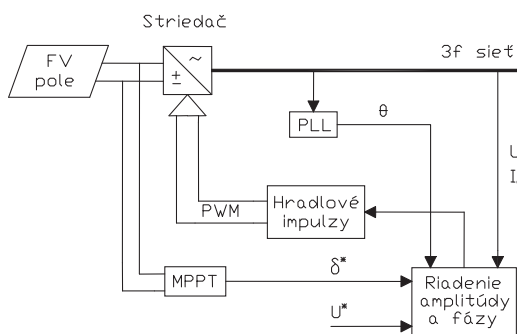 Striedač
FV
pole
~
±
3f sieť
PLL
θ
U
I
PWM
Hradlové
impulzy
MPPT
δ*
U*
Riadenie
amplitúdy
a fázy